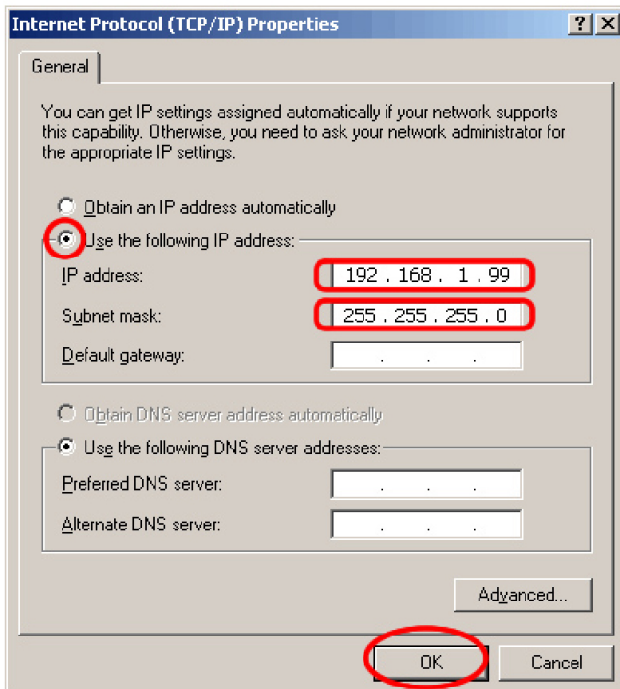 Internet Protocol (TCP/IP) Properties
General
You can get IP settings assigned automatically if your network supports
this capability. Otherwise, you need to ask your network administrator for
the appropriate IP settings.
Obtain an IP address automatically
Use the following IP address:
IP address: 192 . 168 . 1 . 99
Subnet mask: 255 . 255 . 255 . 0
Default gateway: . . .
Obtain DNS server address automatically
Use the following DNS server addresses:
Preferred DNS server: . . .
Alternate DNS server: . . .
Advanced...
OK Cancel